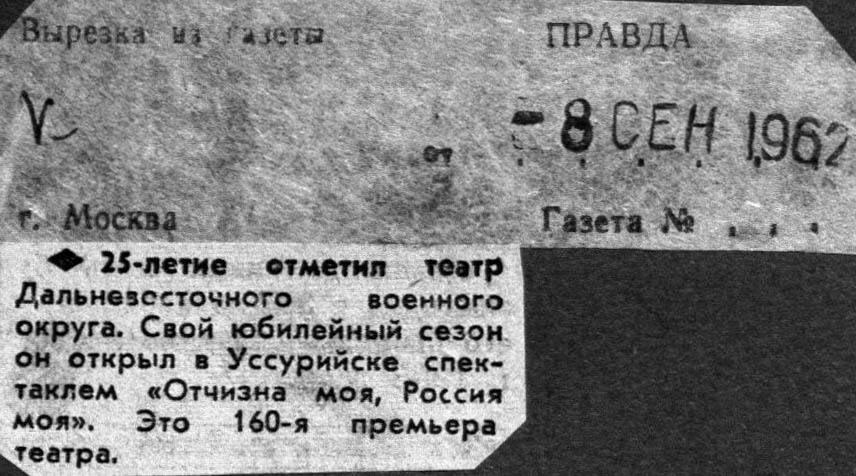 Вырезка из газеты
ПРАВДА
V
от
- 8 СЕН 1962
г. Москва
Газета № . . .
◆ 25-летие отметил театр
Дальневосточного военного
округа. Свой юбилейный сезон
он открыл в Уссурийске спек-
таклем «Отчизна моя, Россия
моя». Это 160-я премьера
театра.